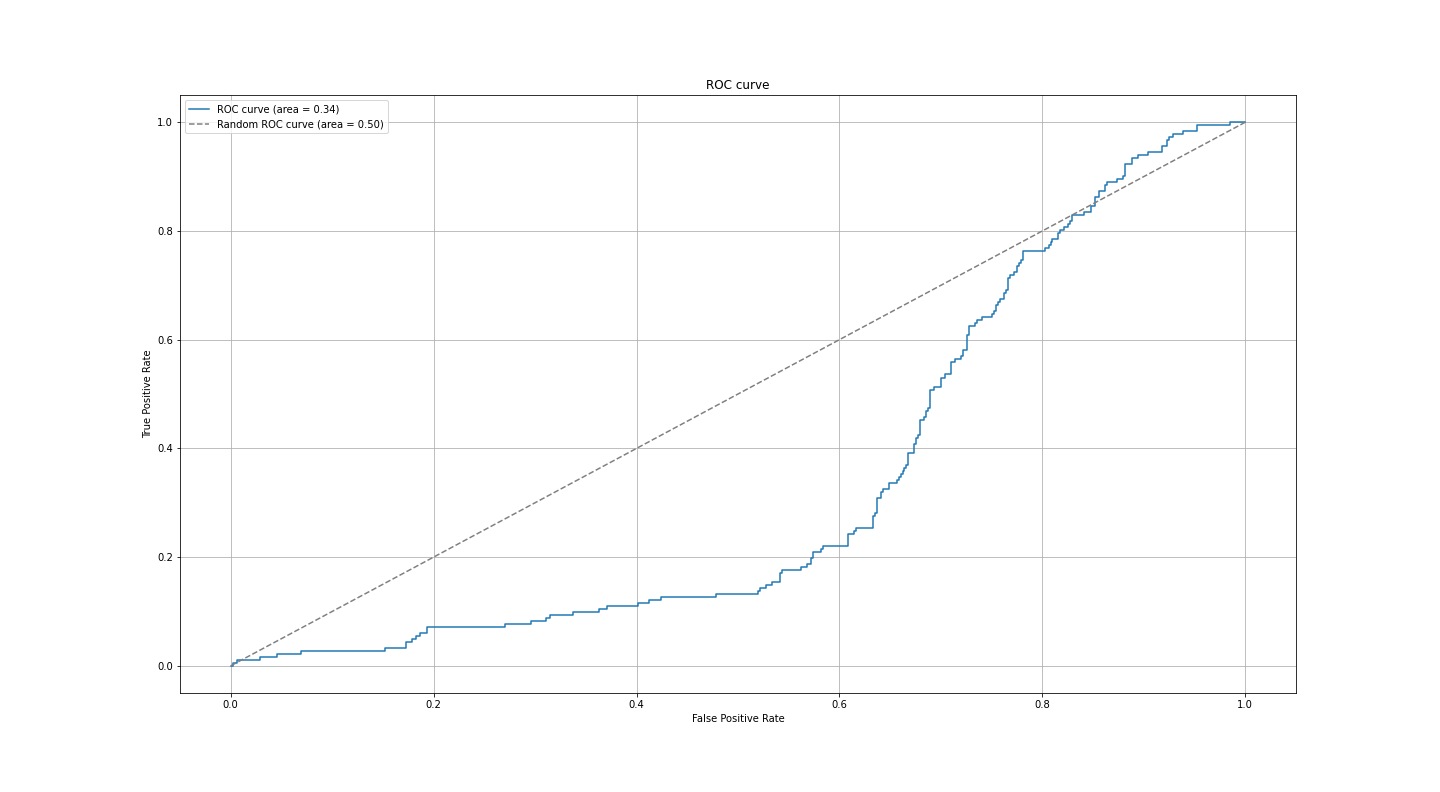 ROC curve
ROC curve (area = 0.34)
Random ROC curve (area = 0.50)
1.0
0.8
0.6
0.4
0.2
0.0
True Positive Rate
0.0 0.2 0.4 0.6 0.8 1.0
False Positive Rate